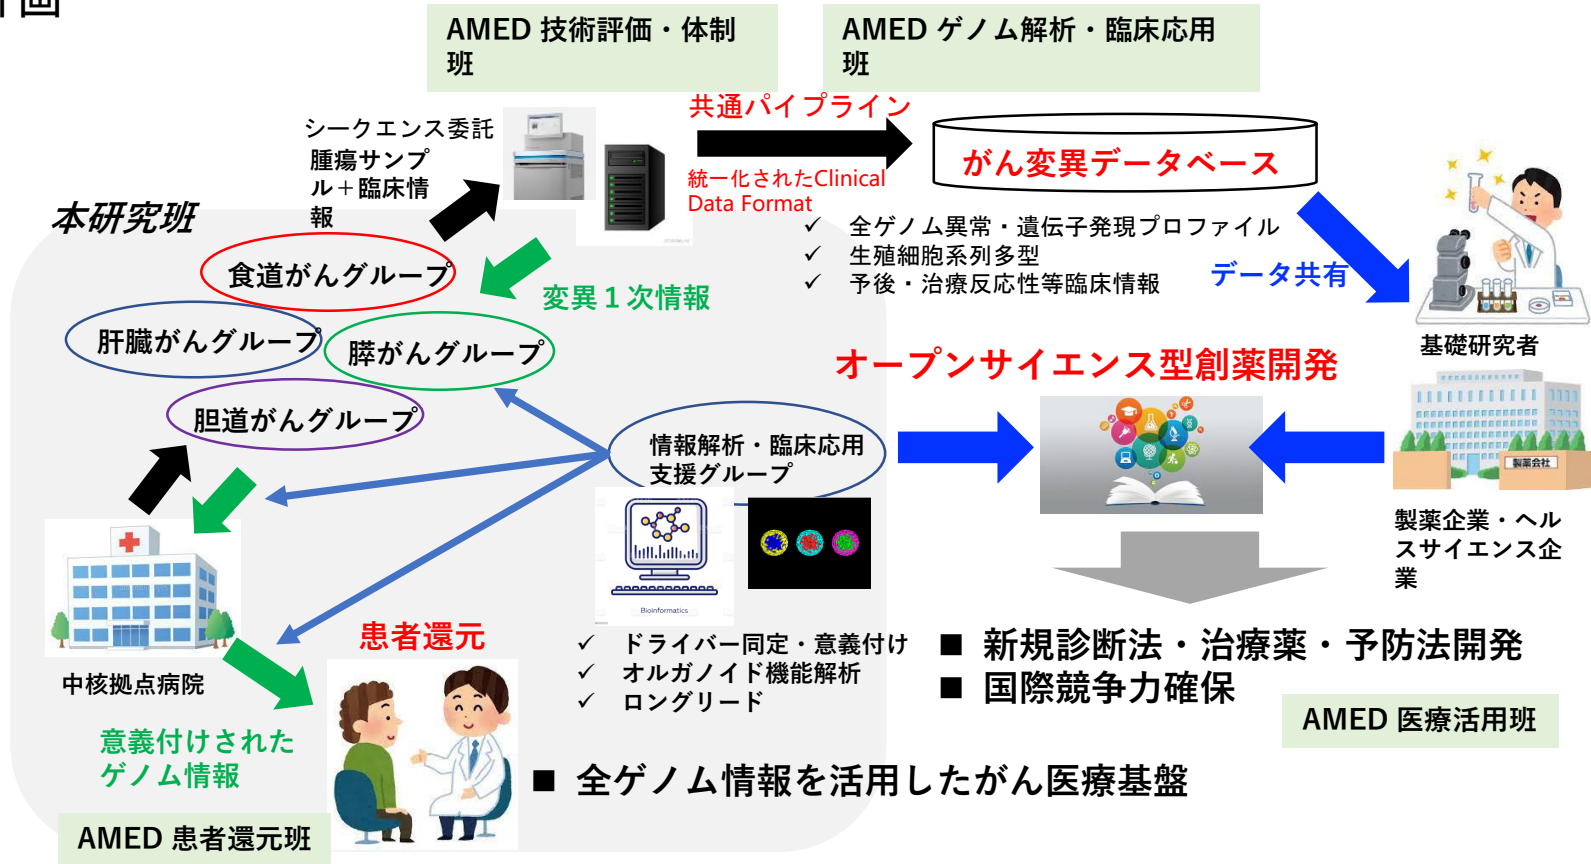 計画
AMED 技術評価・体制
班
AMED ゲノム解析・臨床応用
班
シークエンス委託
腫瘍サンプ
ル＋臨床情
報
共通パイプライン
統一化されたClinical
Data Format
がん変異データベース
✓ 全ゲノム異常・遺伝子発現プロファイル
✓ 生殖細胞系列多型
✓ 予後・治療反応性等臨床情報
データ共有
基礎研究者
本研究班
食道がんグループ
肝臓がんグループ
膵がんグループ
胆道がんグループ
変異１次情報
オープンサイエンス型創薬開発
情報解析・臨床応用
支援グループ
Bioinformatics
製薬会社
製薬企業・ヘル
スサイエンス企
業
✓ ドライバー同定・意義付け
✓ オルガノイド機能解析
✓ ロングリード
■ 新規診断法・治療薬・予防法開発
■ 国際競争力確保
AMED 医療活用班
中核拠点病院
患者還元
意義付けされた
ゲノム情報
■ 全ゲノム情報を活用したがん医療基盤
AMED 患者還元班